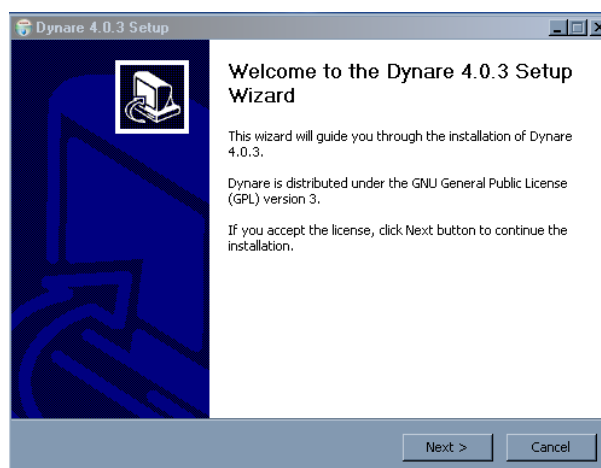 Dynare 4.0.3 Setup
Welcome to the Dynare 4.0.3 Setup
Wizard
This wizard will guide you through the installation of Dynare
4.0.3.
Dynare is distributed under the GNU General Public License
(GPL) version 3.
If you accept the license, click Next button to continue the
installation.
Next >
Cancel